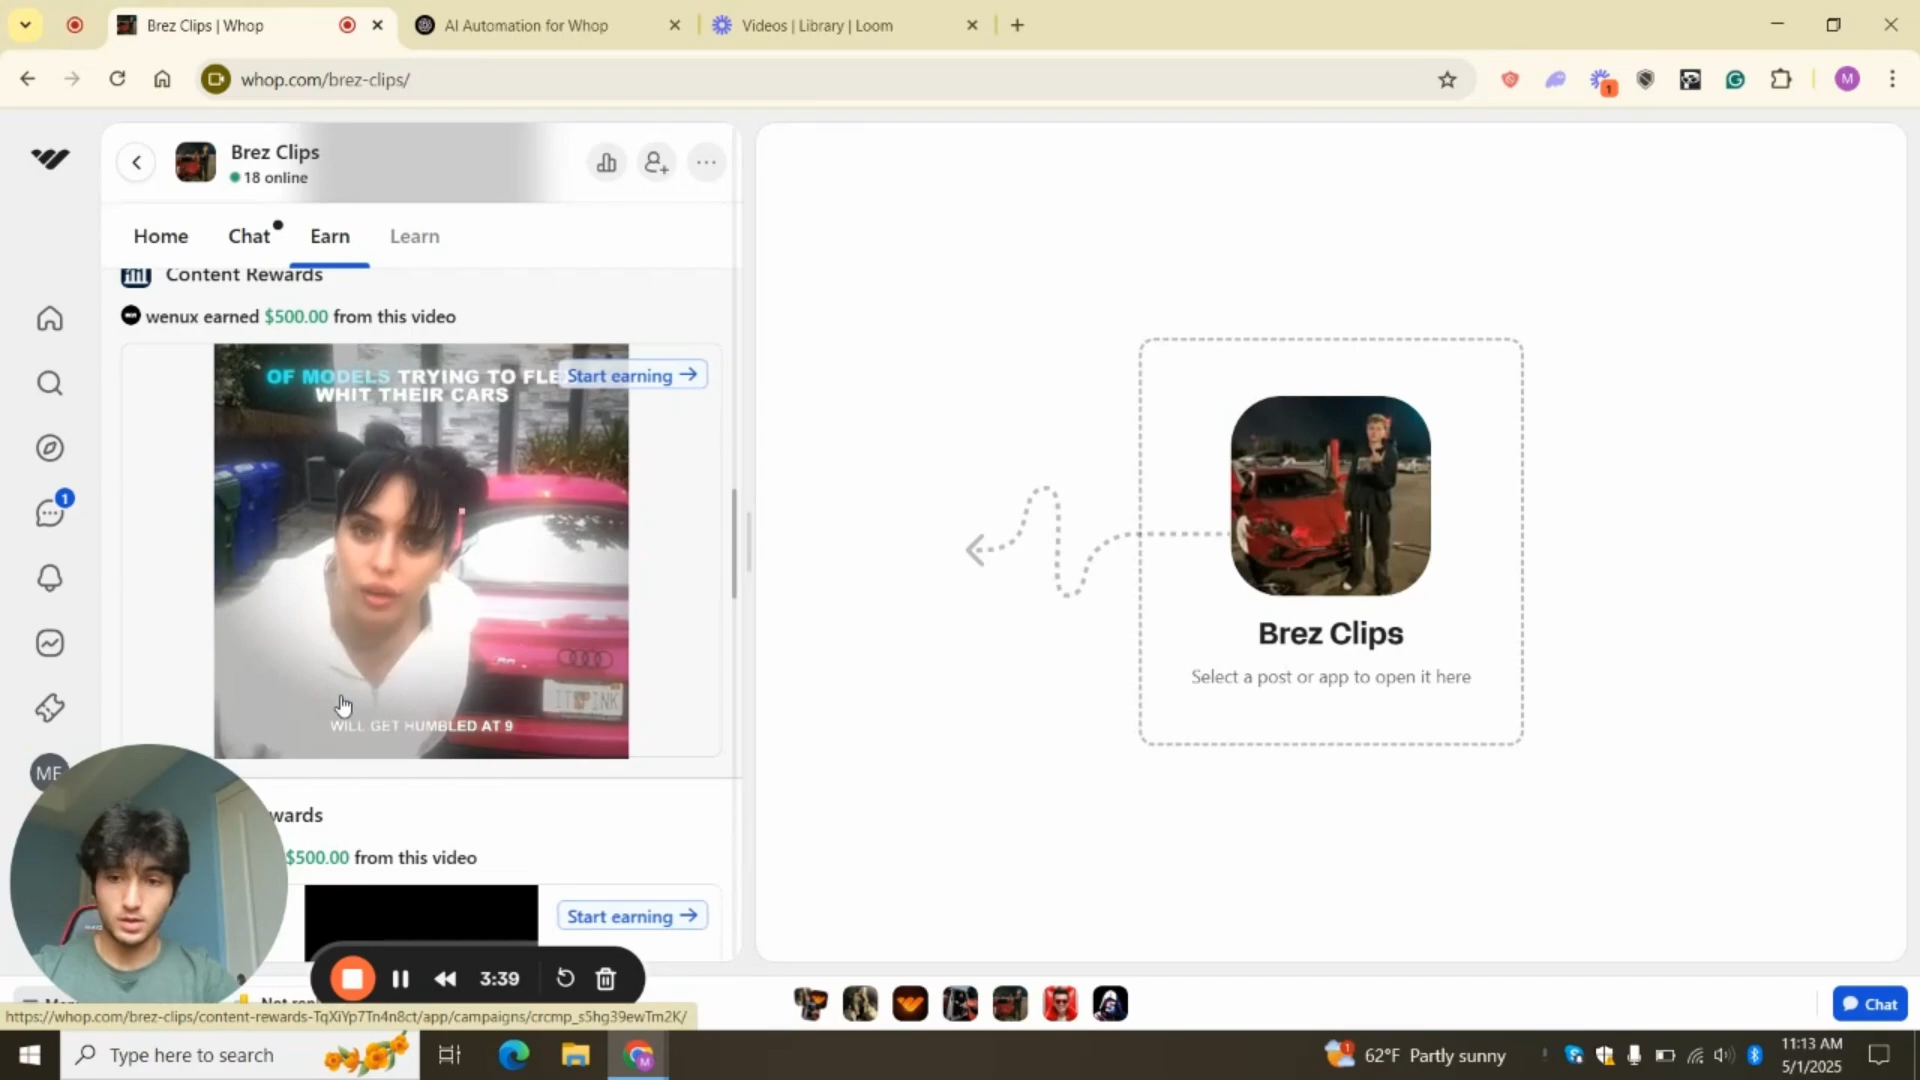 Brez Clips | Whop
AI Automation for Whop
Videos | Library | Loom
whop.com/brez-clips/
1
M
Brez Clips
18 online
Home
Chat
Earn
Learn
Content Rewards
wenux earned $500.00 from this video
OF MODELS TRYING TO FLE
WHIT THEIR CARS
Start earning →
WILL GET HUMBLED AT 9
1
ME
wards
$500.00 from this video
Start earning →
3:39
Brez Clips
Select a post or app to open it here
Chat
https://whop.com/brez-clips/content-rewards-TqXiYp7Tn4n8ct/app/campaigns/crcmp_s5hg39ewTm2K/
Type here to search
M
1
62°F Partly sunny
11:13 AM
5/1/2025